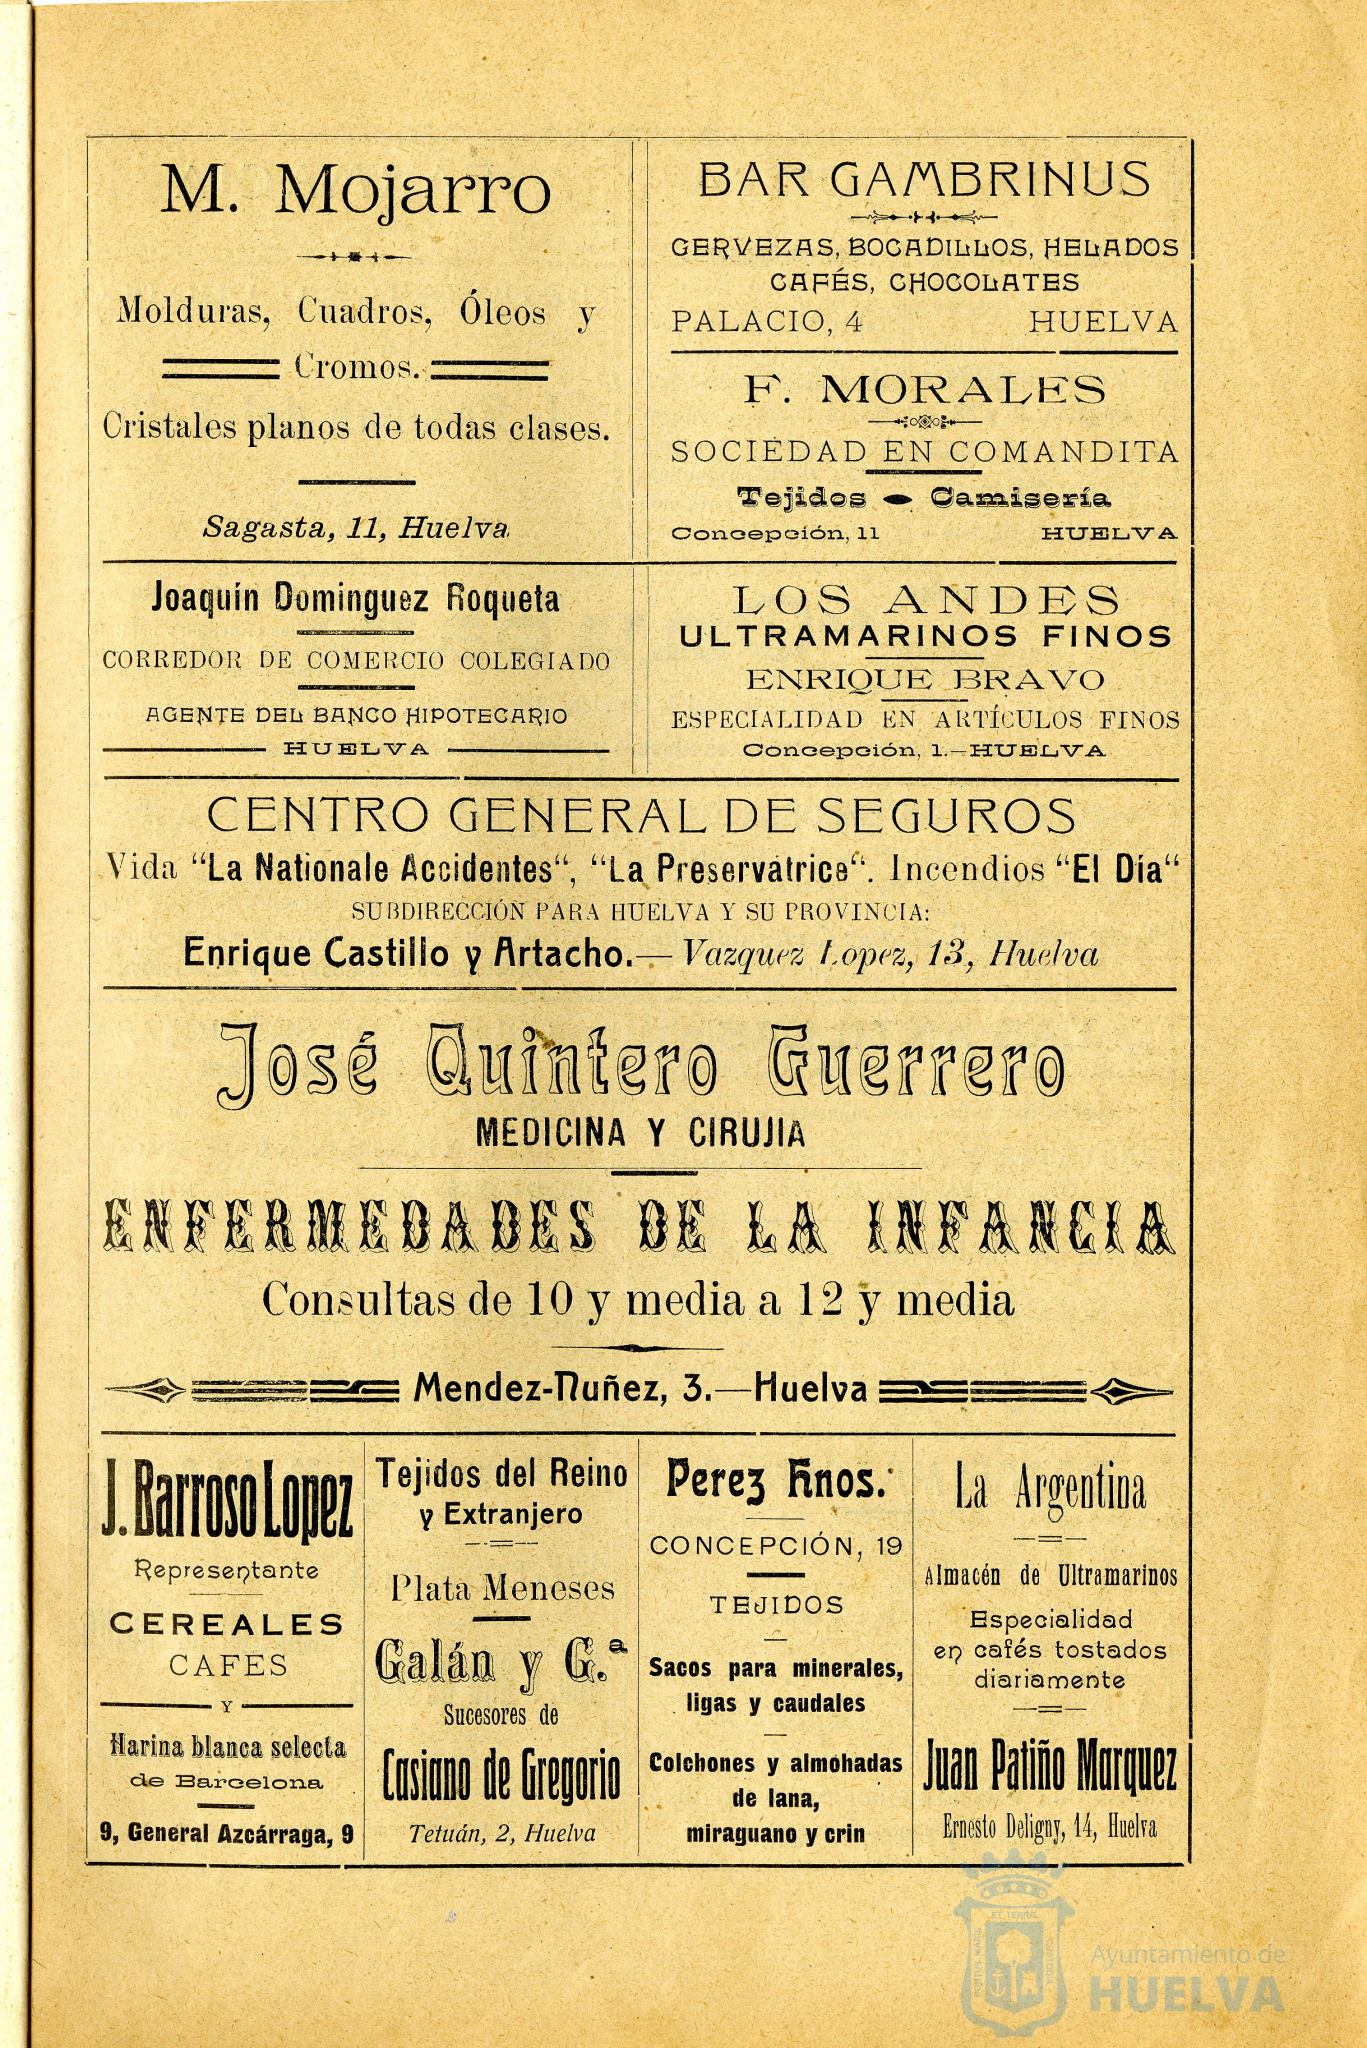 M. Mojarro
Molduras, Cuadros, Óleos y
Cromos.
Cristales planos de todas clases.
Sagasta, 11, Huelva
BAR GAMBRINUS
CERVEZAS, BOCADILLOS, HELADOS
CAFÉS, CHOCOLATES
PALACIO, 4 HUELVA
F. MORALES
SOCIEDAD EN COMANDITA
Tejidos Camisería
Concepción, 11 HUELVA
Joaquín Dominguez Roqueta
CORREDOR DE COMERCIO COLEGIADO
AGENTE DEL BANCO HIPOTECARIO
HUELVA
LOS ANDES
ULTRAMARINOS FINOS
ENRIQUE BRAVO
ESPECIALIDAD EN ARTÍCULOS FINOS
Concepción, 1.—HUELVA
CENTRO GENERAL DE SEGUROS
Vida "La Nationale Accidentes", "La Preservatrice". Incendios "El Día"
SUBDIRECCIÓN PARA HUELVA Y SU PROVINCIA:
Enrique Castillo y Artacho.— Vazquez Lopez, 13, Huelva
José Quintero Guerrero
MEDICINA Y CIRUJIA
ENFERMEDADES DE LA INFANCIA
Consultas de 10 y media a 12 y media
Mendez-Nuñez, 3.—Huelva
J. Barroso Lopez
Representante
CEREALES
CAFES
Y
Harina blanca selecta
de Barcelona
9, General Azcárraga, 9
Tejidos del Reino
y Extranjero
Plata Meneses
Galán y C.ª
Sucesores de
Casiano de Gregorio
Tetuán, 2, Huelva
Perez Hnos.
CONCEPCIÓN, 19
TEJIDOS
Sacos para minerales,
ligas y caudales
Colchones y almohadas
de lana,
miraguano y crin
La Argentina
Almacén de Ultramarinos
Especialidad
en cafés tostados
diariamente
Juan Patiño Marquez
Ernesto Deligny, 14, Huelva
Ayuntamiento de
HUELVA